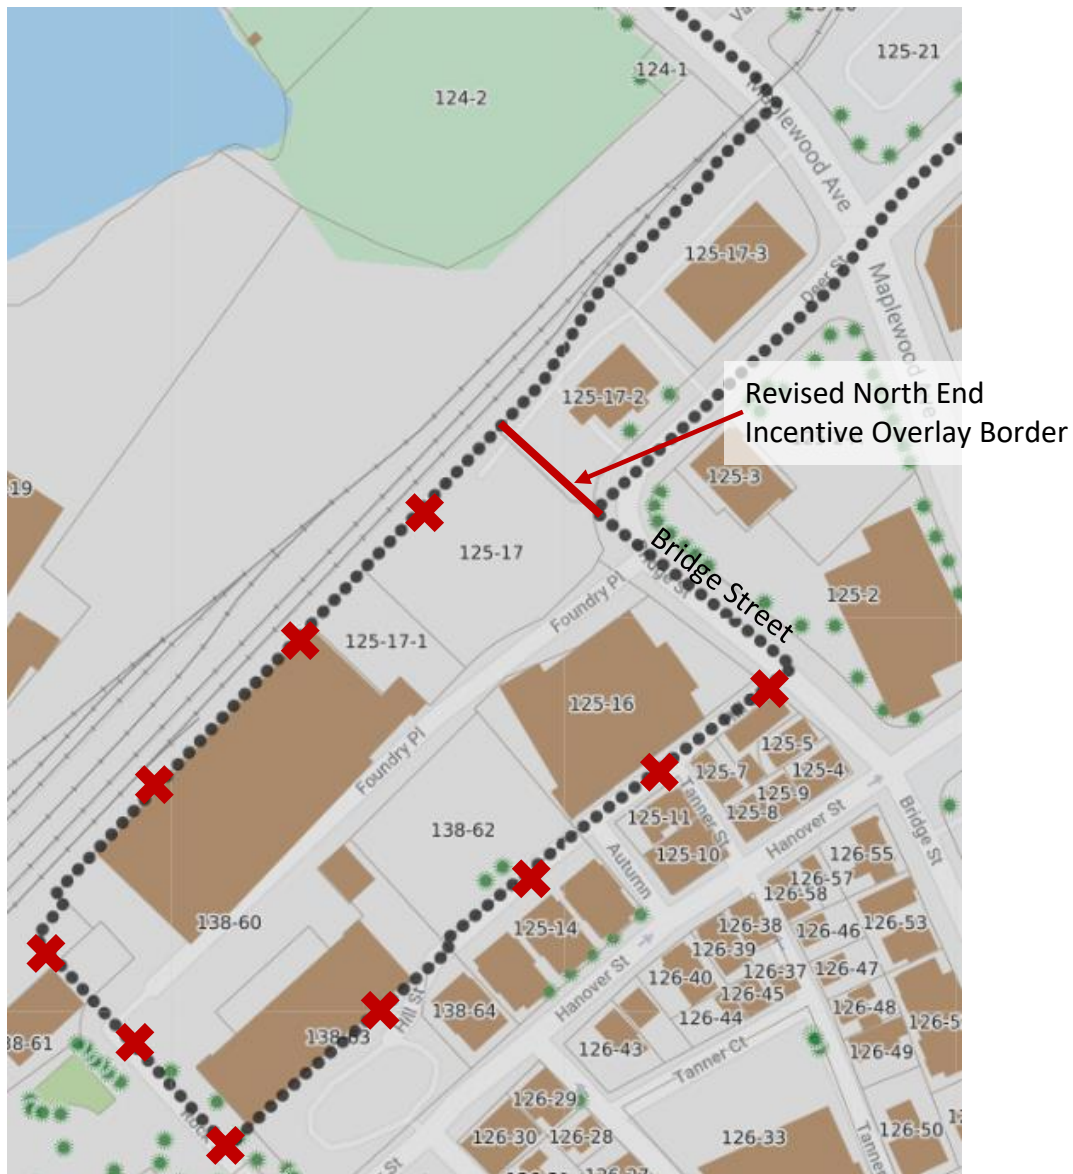 125-21
124-1
124-2
Maplewood Ave
125-17-3
Deer St
Maplewood Ave
125-17-2
Revised North End
Incentive Overlay Border
125-3
19
125-17
Bridge Street
Foundry Pl
125-2
125-17-1
125-16
Foundry Pl
125-5
125-7
125-4
125-9
125-8
Tanner St
125-11
Hanover St
Bridge St
138-62
125-10
126-55
Autumn
126-57
126-58
138-60
125-14
126-38
126-46
126-53
126-39
126-40
126-37
126-47
126-45
Hanover St
138-64
Hill St
126-44
126-48
138-63
126-43
Tanner Ct
126-49
126-29
126-30
126-28
126-33
126-50
St